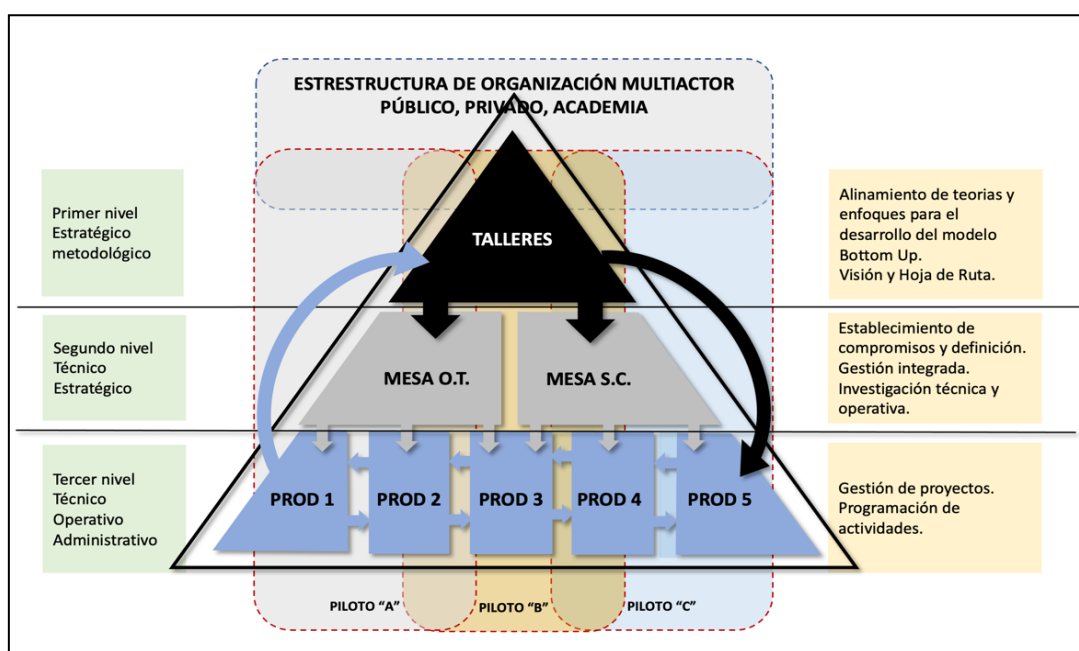 ESTRESTRUCTURA DE ORGANIZACIÓN MULTIACTOR
PÚBLICO, PRIVADO, ACADEMIA
Primer nivel
Estratégico
metodológico
TALLERES
Alinamiento de teorias y
enfoques para el
desarrollo del modelo
Bottom Up.
Visión y Hoja de Ruta.
Segundo nivel
Técnico
Estratégico
MESA O.T.
MESA S.C.
Establecimiento de
compromisos y definición.
Gestión integrada.
Investigación técnica y
operativa.
Tercer nivel
Técnico
Operativo
Administrativo
PROD 1
PROD 2
PROD 3
PROD 4
PROD 5
Gestión de proyectos.
Programación de
actividades.
PILOTO “A”
PILOTO “B”
PILOTO “C”